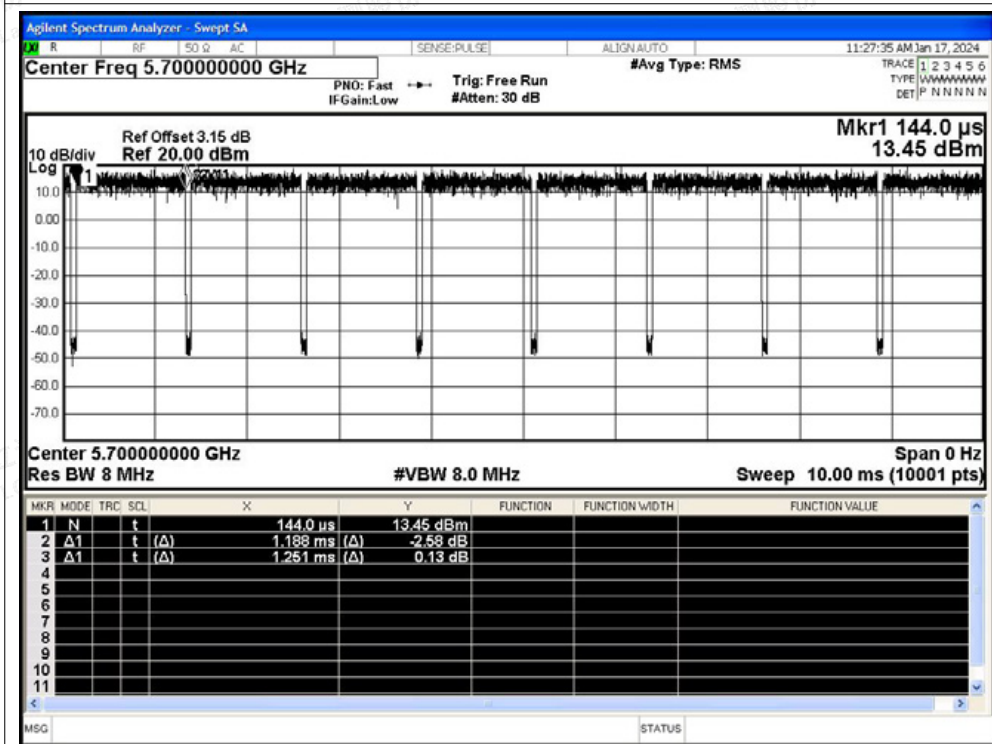 Agilent Spectrum Analyzer - Swept SA
LXI R RF 50 Ω AC SENSE:PULSE ALIGN AUTO 11:27:35 AM Jan 17, 2024
Center Freq 5.700000000 GHz #Avg Type: RMS TRACE 1 2 3 4 5 6
PNO: Fast Trig: Free Run TYPE WWWWWW
IFGain:Low #Atten: 30 dB DET P N N N N N
Mkr1 144.0 µs
Ref Offset 3.15 dB
10 dB/div Ref 20.00 dBm 13.45 dBm
Log
1
10.0
0.00
-10.0
-20.0
-30.0
-40.0
-50.0
-60.0
-70.0
Center 5.700000000 GHz Span 0 Hz
Res BW 8 MHz #VBW 8.0 MHz Sweep 10.00 ms (10001 pts)
MKR MODE TRC SCL X Y FUNCTION FUNCTION WIDTH FUNCTION VALUE
1 N t 144.0 µs 13.45 dBm
2 Δ1 t (Δ) 1.188 ms (Δ) -2.58 dB
3 Δ1 t (Δ) 1.251 ms (Δ) 0.13 dB
4
5
6
7
8
9
10
11
MSG STATUS